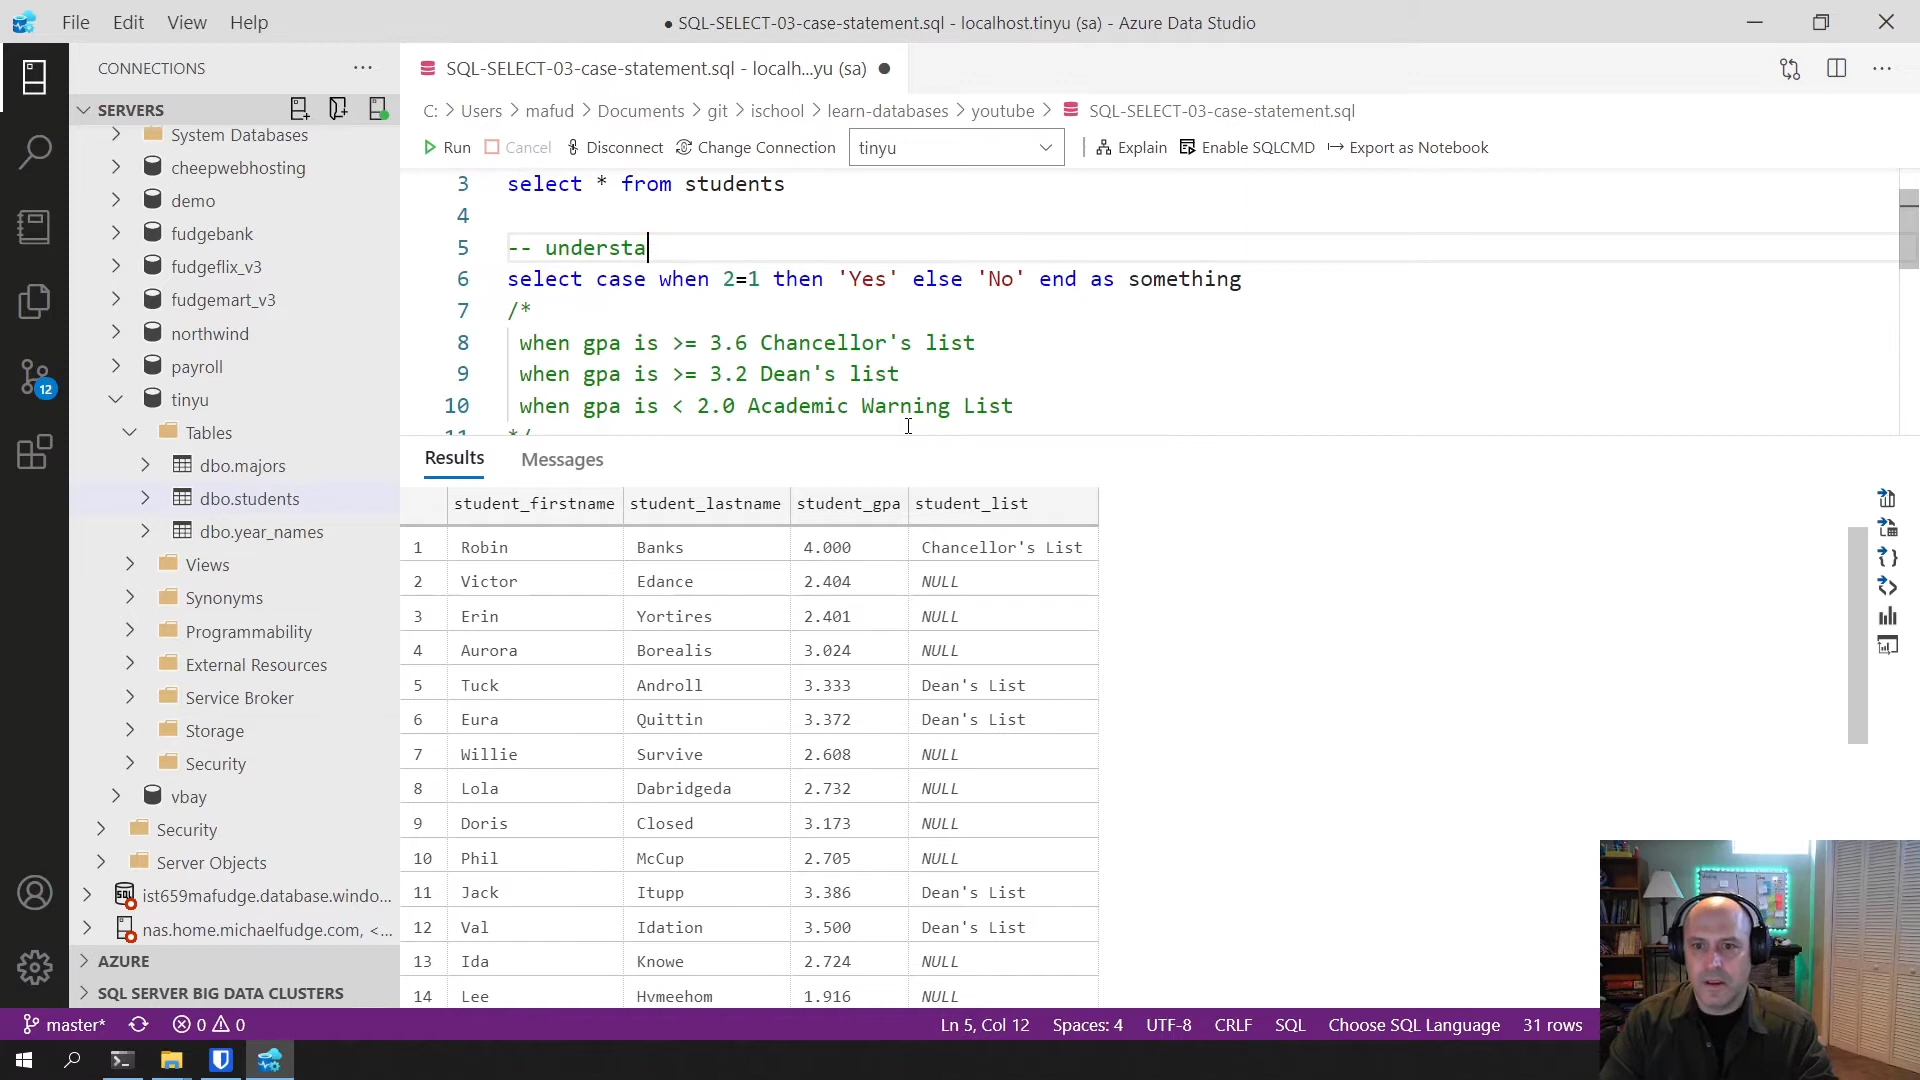 File Edit View Help
● SQL-SELECT-03-case-statement.sql - localhost.tinyu (sa) - Azure Data Studio
CONNECTIONS
SERVERS
System Databases
cheepwebhosting
demo
fudgebank
fudgeflix_v3
fudgemart_v3
northwind
payroll
tinyu
Tables
dbo.majors
dbo.students
dbo.year_names
Views
Synonyms
Programmability
External Resources
Service Broker
Storage
Security
vbay
Security
Server Objects
ist659mafudge.database.windo...
nas.home.michaelfudge.com, <...
AZURE
SQL SERVER BIG DATA CLUSTERS
12
SQL-SELECT-03-case-statement.sql - localh...yu (sa) ●
C: > Users > mafud > Documents > git > ischool > learn-databases > youtube > SQL-SELECT-03-case-statement.sql
Run Cancel Disconnect Change Connection tinyu Explain Enable SQLCMD Export as Notebook
3 select * from students
4
5 -- understa
6 select case when 2=1 then 'Yes' else 'No' end as something
7 /*
8 when gpa is >= 3.6 Chancellor's list
9 when gpa is >= 3.2 Dean's list
10 when gpa is < 2.0 Academic Warning List
11 */
Results Messages
student_firstname student_lastname student_gpa student_list
1 Robin Banks 4.000 Chancellor's List
2 Victor Edance 2.404 NULL
3 Erin Yortires 2.401 NULL
4 Aurora Borealis 3.024 NULL
5 Tuck Androll 3.333 Dean's List
6 Eura Quittin 3.372 Dean's List
7 Willie Survive 2.608 NULL
8 Lola Dabridgeda 2.732 NULL
9 Doris Closed 3.173 NULL
10 Phil McCup 2.705 NULL
11 Jack Itupp 3.386 Dean's List
12 Val Idation 3.500 Dean's List
13 Ida Knowe 2.724 NULL
14 Lee Hvmeehom 1.916 NULL
master* 0 0 Ln 5, Col 12 Spaces: 4 UTF-8 CRLF SQL Choose SQL Language 31 rows